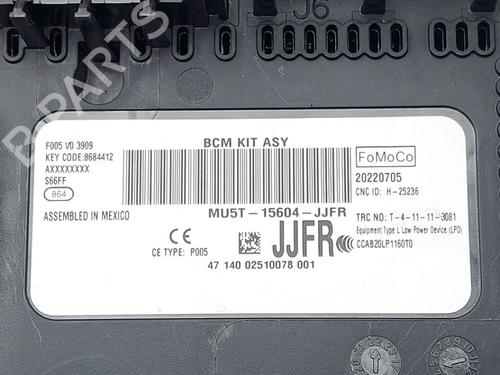 J6
F005 V0 3909
KEY CODE:8684412
AXXXXXXXX
S66FF
864
ASSEMBLED IN MEXICO
BCM KIT ASY
FoMoCo
20220705
CNC ID: H-25236
MU5T-15604-JJFR
CE
CE TYPE: P005
JJFR
TRC NO: T-4-11-11-3081
Equipment Type L Low Power Device (LPD)
CCAB20LP1160T0
47 140 02510078 001
B-PARTS